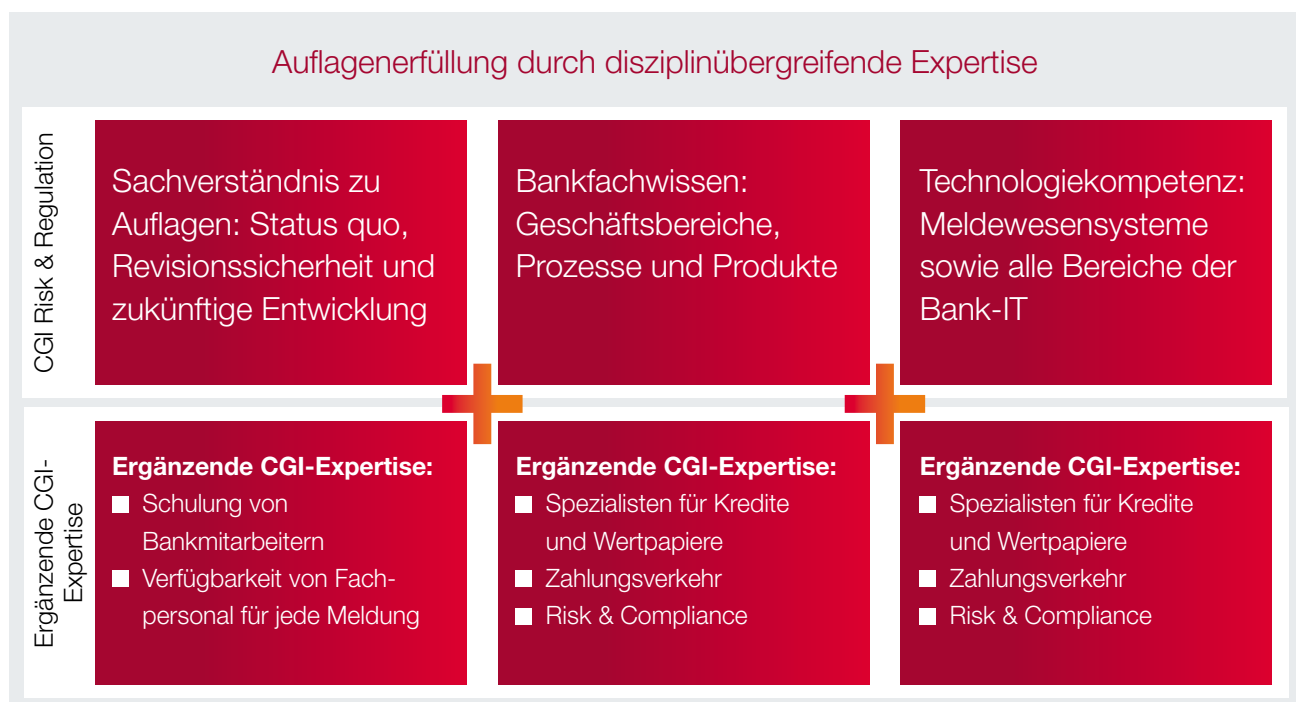 Auflagenerfüllung durch disziplinübergreifende Expertise
CGI Risk & Regulation
Sachverständnis zu
Auflagen: Status quo,
Revisionssicherheit und
zukünftige Entwicklung
Bankfachwissen:
Geschäftsbereiche,
Prozesse und Produkte
Technologiekompetenz:
Meldewesensysteme
sowie alle Bereiche der
Bank-IT
Ergänzende CGI-
Expertise
Ergänzende CGI-Expertise:
Schulung von
Bankmitarbeitern
Verfügbarkeit von Fach-
personal für jede Meldung
Ergänzende CGI-Expertise:
Spezialisten für Kredite
und Wertpapiere
Zahlungsverkehr
Risk & Compliance
Ergänzende CGI-Expertise:
Spezialisten für Kredite
und Wertpapiere
Zahlungsverkehr
Risk & Compliance